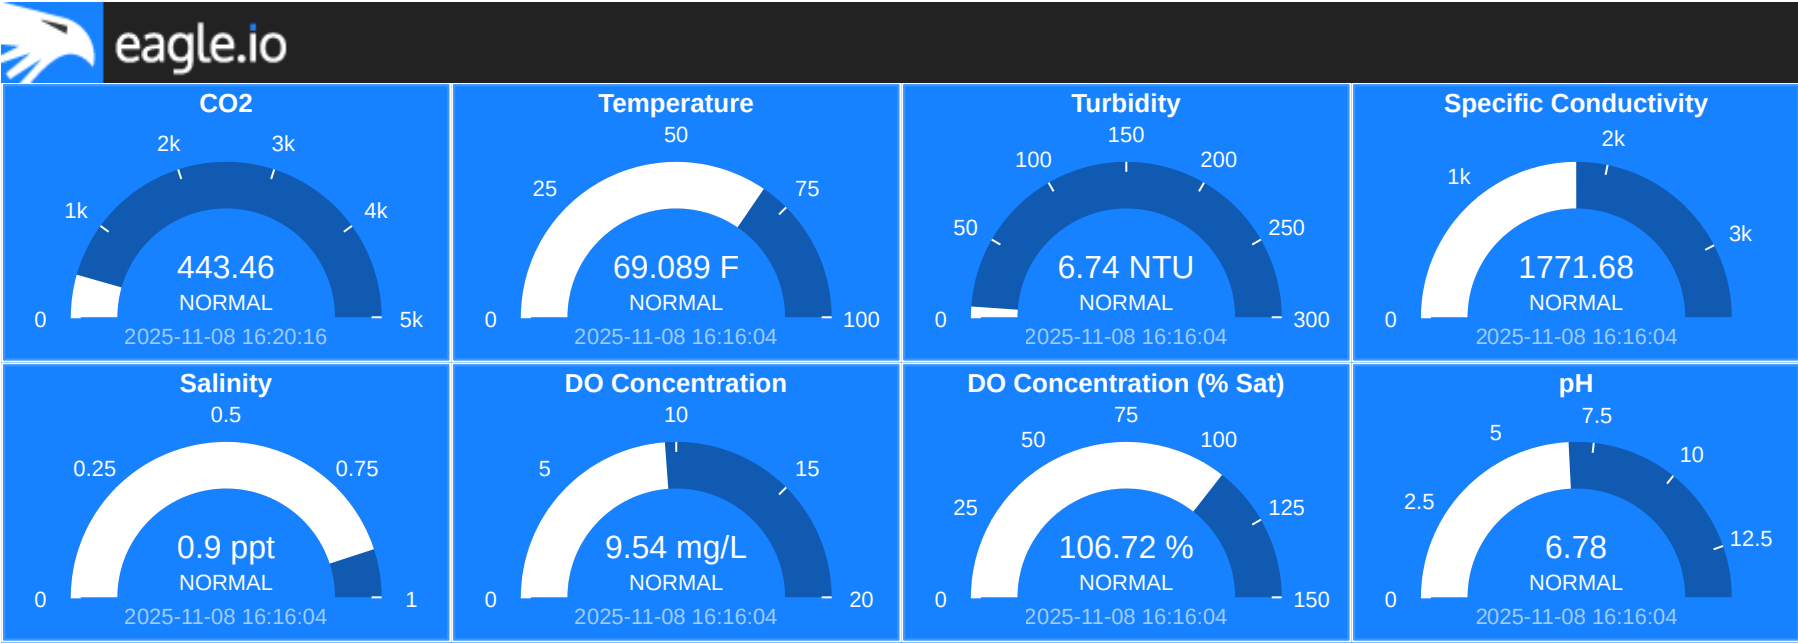 eagle.io
CO2
2k 3k
1k 4k
443.46
NORMAL
0 5k
2025-11-08 16:20:16
Temperature
50
25 75
69.089 F
NORMAL
0 100
2025-11-08 16:16:04
Turbidity
150
100 200
50 250
6.74 NTU
NORMAL
0 300
2025-11-08 16:16:04
Specific Conductivity
2k
1k
3k
1771.68
NORMAL
0
2025-11-08 16:16:04
Salinity
0.5
0.25 0.75
0.9 ppt
NORMAL
0 1
2025-11-08 16:16:04
DO Concentration
10
5 15
9.54 mg/L
NORMAL
0 20
2025-11-08 16:16:04
DO Concentration (% Sat)
75
50 100
25 125
106.72 %
NORMAL
0 150
2025-11-08 16:16:04
pH
7.5
5
10
2.5
12.5
6.78
NORMAL
0
2025-11-08 16:16:04